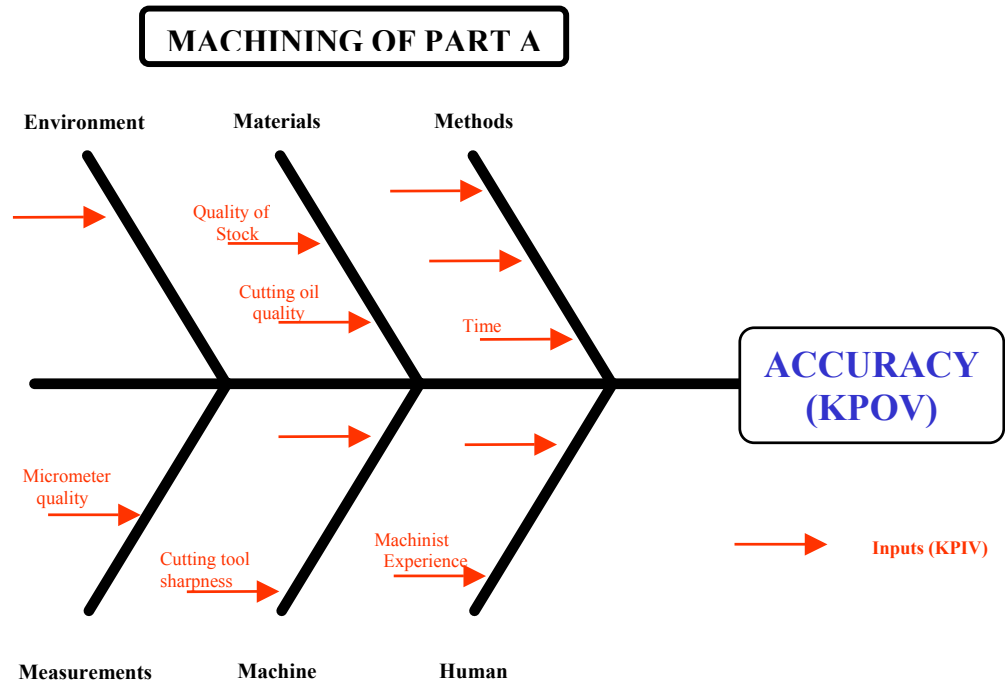 MACHINING OF PART A
Environment
Materials
Methods
Quality of
Stock
Cutting oil
quality
Time
ACCURACY
(KPOV)
Micrometer
quality
Cutting tool
sharpness
Machinist
Experience
Inputs (KPIV)
Measurements
Machine
Human